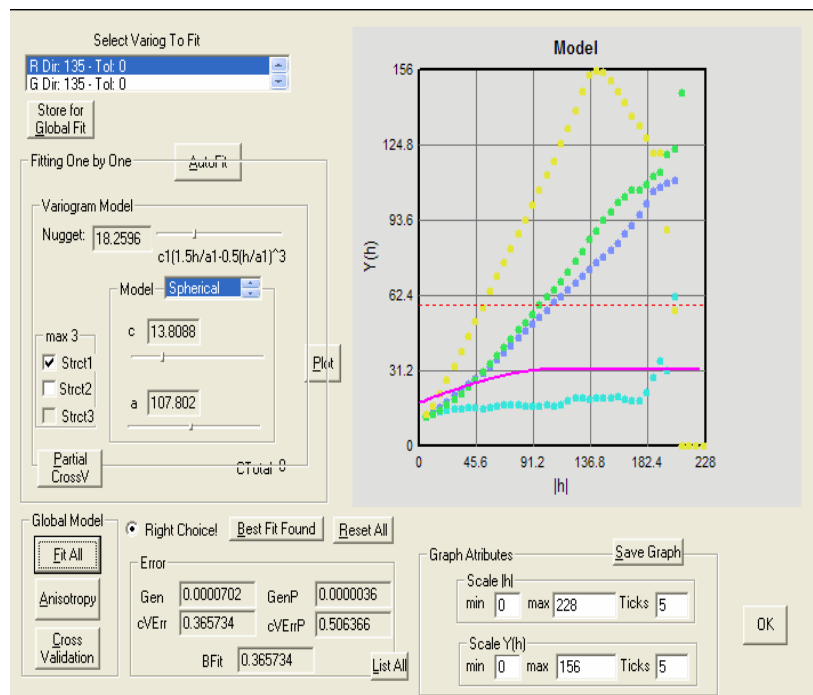 Select Variog To Fit
R Dir: 135 - Tol: 0
G Dir: 135 - Tol: 0
Store for
Global Fit
Fitting One by One
AutoFit
Variogram Model
Nugget: 18.2596
c1(1.5h/a1-0.5(h/a1)^3
Model Spherical
max 3
c 13.8088
Strct1
Strct2
Strct3
a 107.802
Plot
Partial
CrossV
CTotal 0
Model
156
124.8
93.6
62.4
31.2
0
Y(h)
0 45.6 91.2 136.8 182.4 228
|h|
Global Model
Fit All
Anisotropy
Cross
Validation
Right Choice! Best Fit Found Reset All
Error
Gen 0.0000702 GenP 0.0000036
cVErr 0.365734 cVErrP 0.506366
BFit 0.365734
List All
Graph Atributes Save Graph
Scale |h|
min 0 max 228 Ticks 5
Scale Y(h)
min 0 max 156 Ticks 5
OK